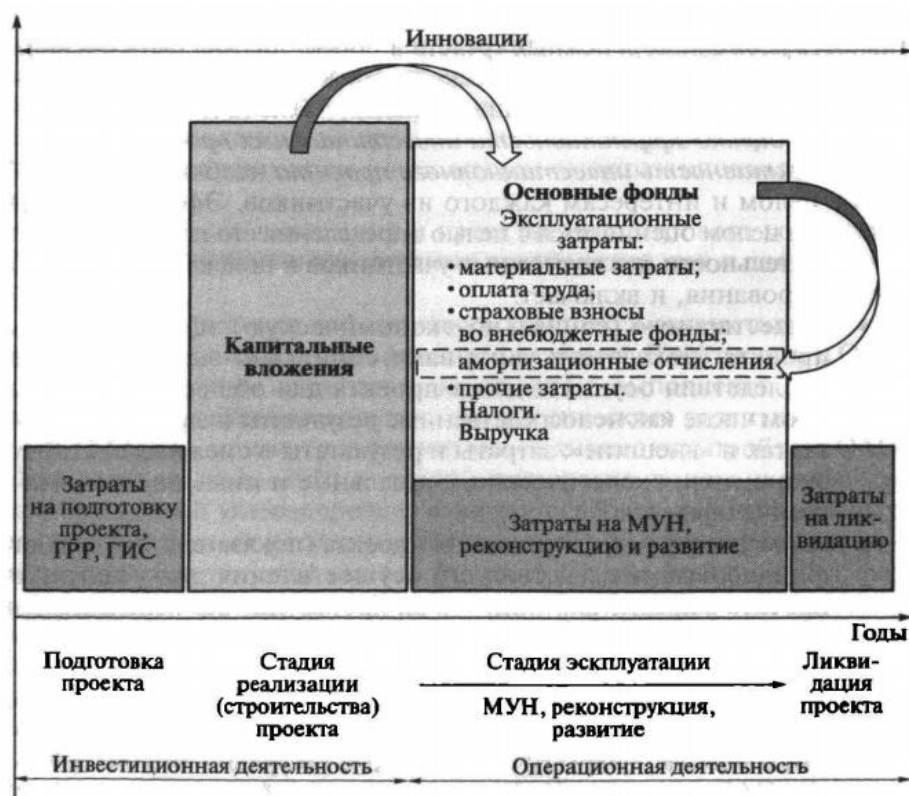 Инновации
Основные фонды
Эксплуатационные
затраты:
• материальные затраты;
• оплата труда;
• страховые взносы
во внебюджетные фонды;
амортизационные отчисления
• прочие затраты.
Налоги.
Выручка
Капитальные
вложения
Затраты
на подготовку
проекта,
ГРР, ГИС
Затраты на МУН,
реконструкцию и развитие
Затраты
на лик-
видацию
Годы
Подготовка
проекта
Стадия
реализации
(строительства)
проекта
Стадия эскплуатации
МУН, реконструкция,
развитие
Ликви-
дация
проекта
Инвестиционная деятельность
Операционная деятельность